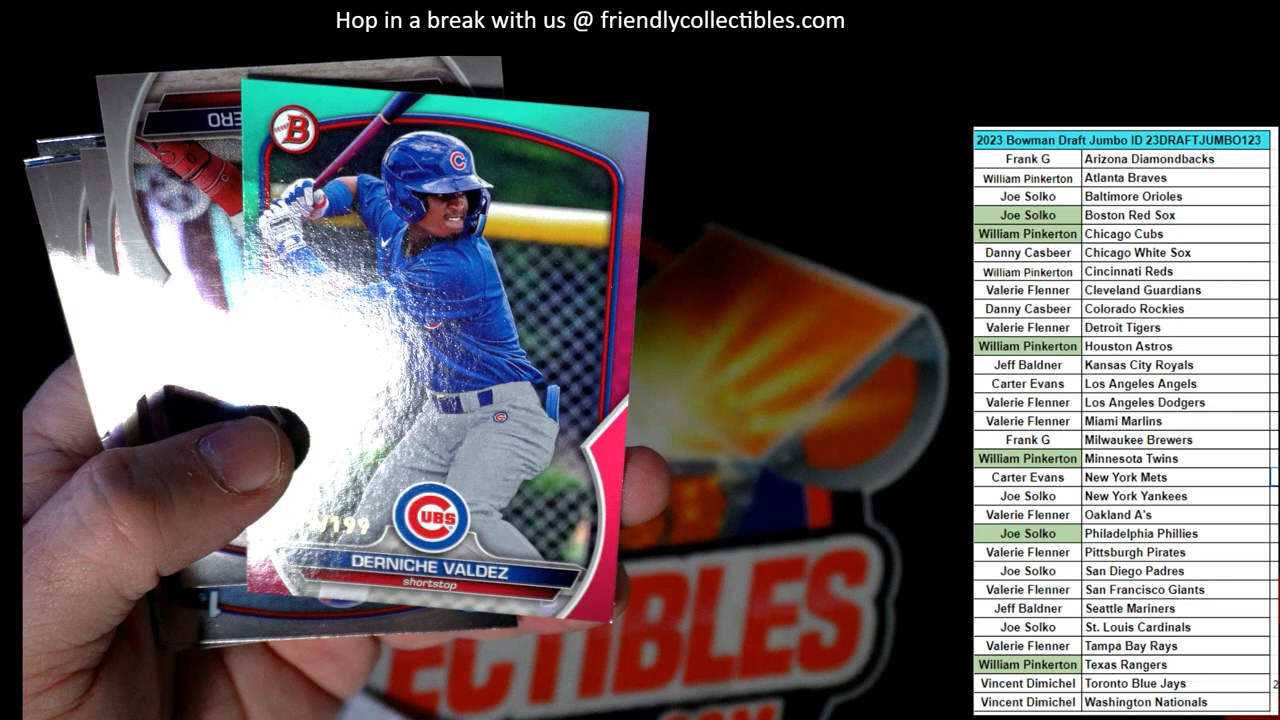 Hop in a break with us @ friendlycollectibles.com
B
C
CUBS
/199
DERNICHE VALDEZ
shortstop
ECTIBLES
.COM
2023 Bowman Draft Jumbo ID 23DRAFTJUMBO123
Frank G Arizona Diamondbacks
William Pinkerton Atlanta Braves
Joe Solko Baltimore Orioles
Joe Solko Boston Red Sox
William Pinkerton Chicago Cubs
Danny Casbeer Chicago White Sox
William Pinkerton Cincinnati Reds
Valerie Flenner Cleveland Guardians
Danny Casbeer Colorado Rockies
Valerie Flenner Detroit Tigers
William Pinkerton Houston Astros
Jeff Baldner Kansas City Royals
Carter Evans Los Angeles Angels
Valerie Flenner Los Angeles Dodgers
Valerie Flenner Miami Marlins
Frank G Milwaukee Brewers
William Pinkerton Minnesota Twins
Carter Evans New York Mets
Joe Solko New York Yankees
Valerie Flenner Oakland A's
Joe Solko Philadelphia Phillies
Valerie Flenner Pittsburgh Pirates
Joe Solko San Diego Padres
Valerie Flenner San Francisco Giants
Jeff Baldner Seattle Mariners
Joe Solko St. Louis Cardinals
Valerie Flenner Tampa Bay Rays
William Pinkerton Texas Rangers
Vincent Dimichel Toronto Blue Jays
2
Vincent Dimichel Washington Nationals